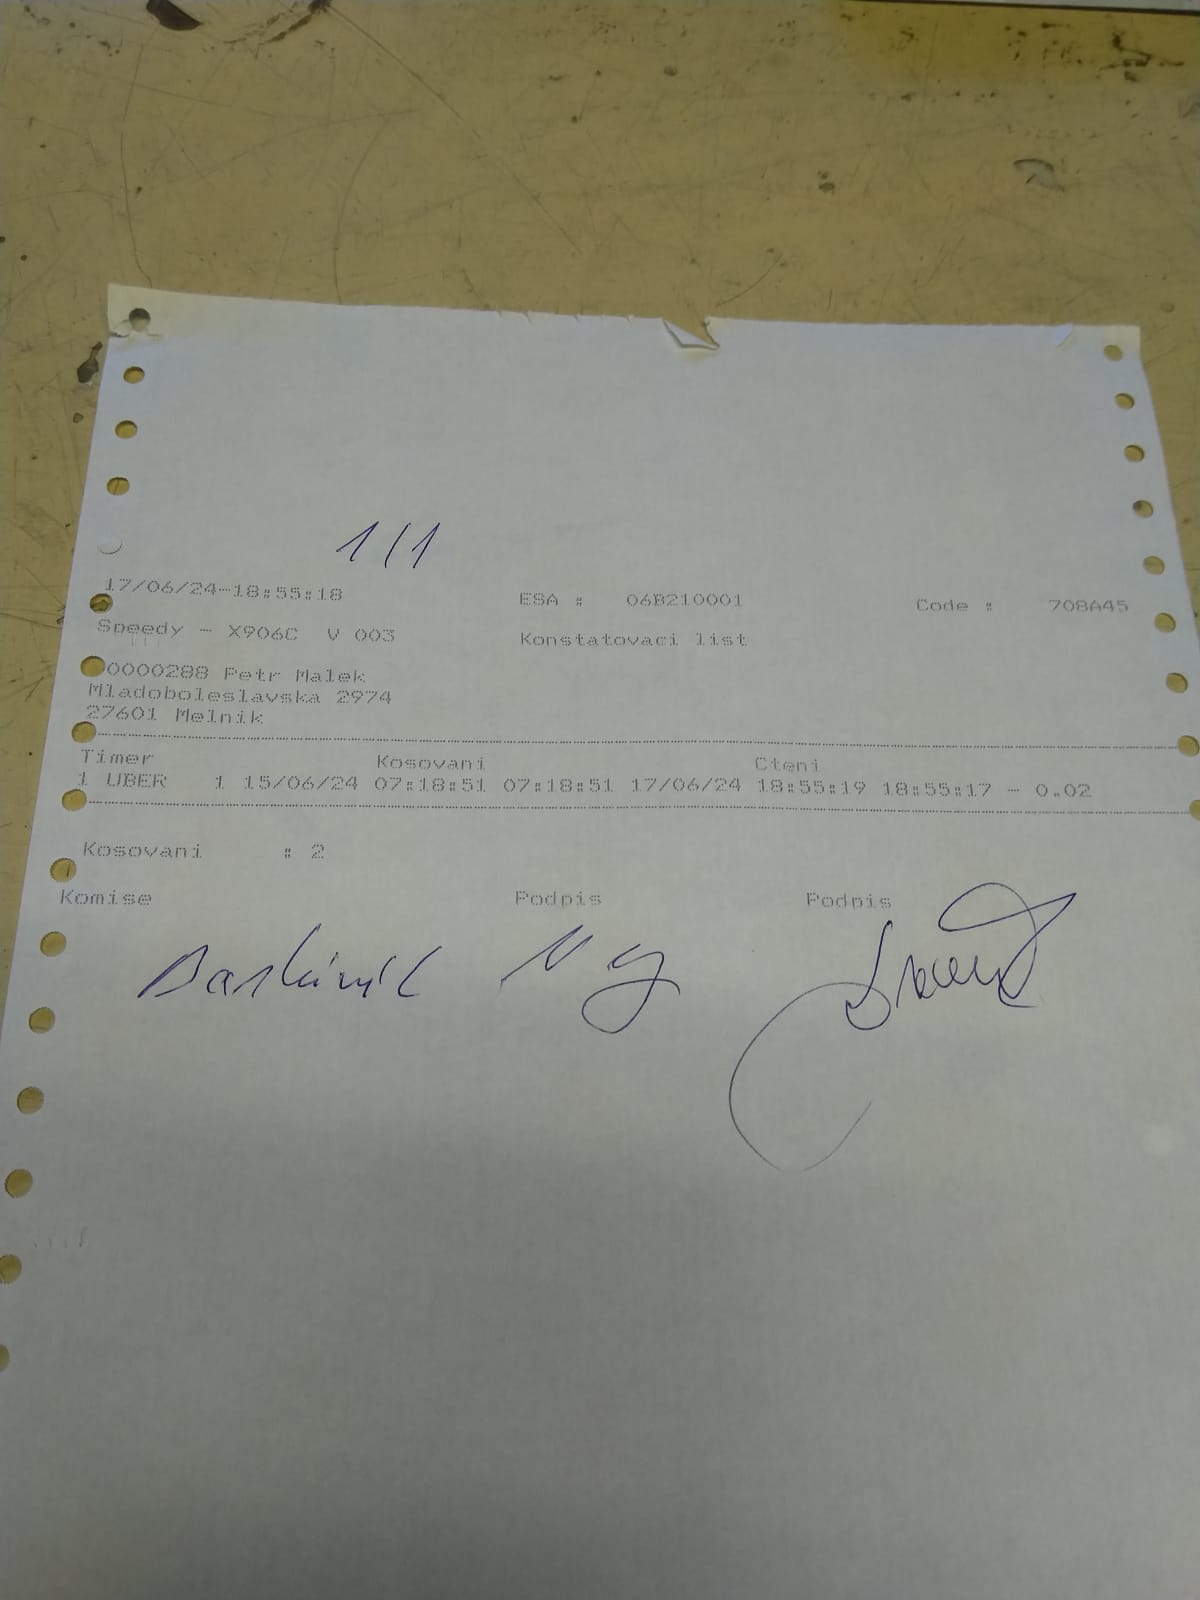 1/1
17/06/24-18:55:18 ESA : 06B210001 Code : 708A45
Speedy - X906C V 003 Konstatovaci list
00000288 Petr Malek
Mladoboleslavska 2974
27601 Melnik
Timer Kosovani Cteni
1 UBER 1 15/06/24 07:18:51 07:18:51 17/06/24 18:55:19 18:55:17 - 0.02
Kosovani : 2
Komise Podpis Podpis